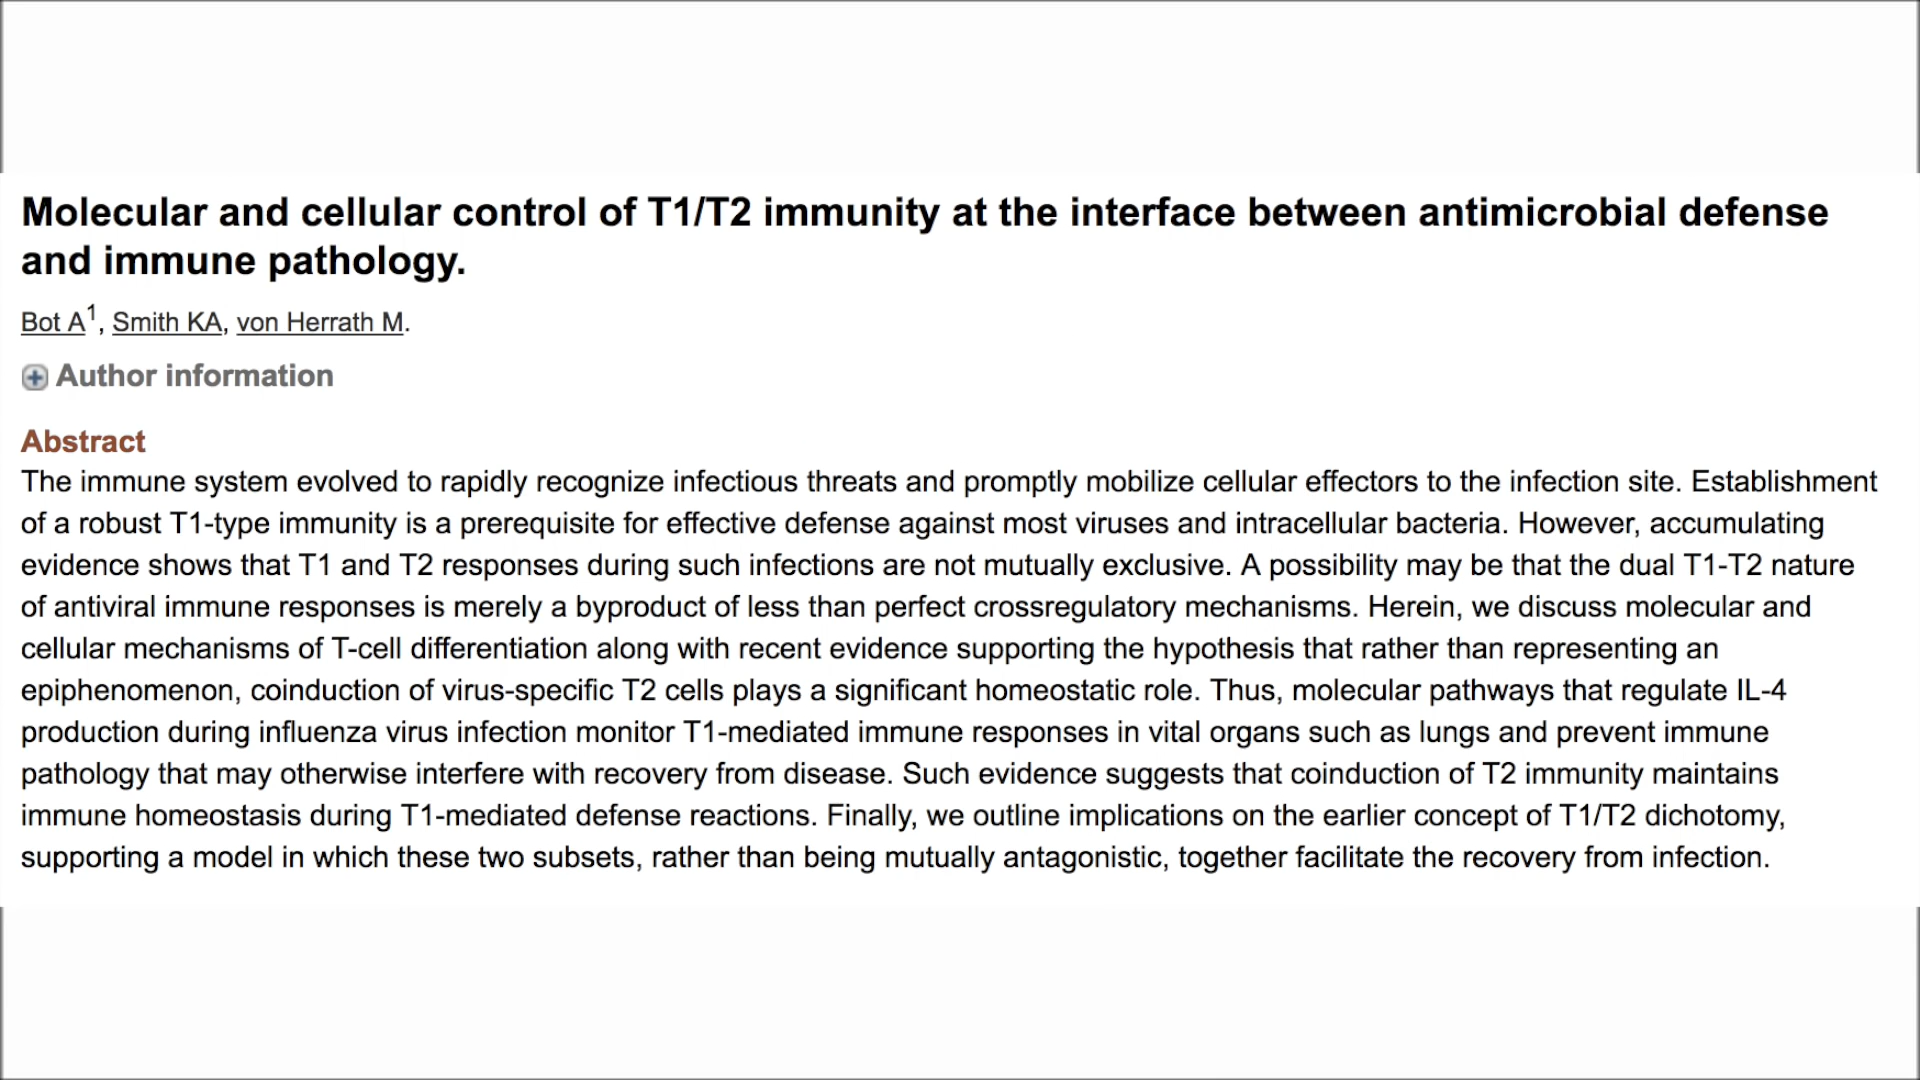 Molecular and cellular control of T1/T2 immunity at the interface between antimicrobial defense
and immune pathology.
Bot A1, Smith KA, von Herrath M.
Author information
Abstract
The immune system evolved to rapidly recognize infectious threats and promptly mobilize cellular effectors to the infection site. Establishment
of a robust T1-type immunity is a prerequisite for effective defense against most viruses and intracellular bacteria. However, accumulating
evidence shows that T1 and T2 responses during such infections are not mutually exclusive. A possibility may be that the dual T1-T2 nature
of antiviral immune responses is merely a byproduct of less than perfect crossregulatory mechanisms. Herein, we discuss molecular and
cellular mechanisms of T-cell differentiation along with recent evidence supporting the hypothesis that rather than representing an
epiphenomenon, coinduction of virus-specific T2 cells plays a significant homeostatic role. Thus, molecular pathways that regulate IL-4
production during influenza virus infection monitor T1-mediated immune responses in vital organs such as lungs and prevent immune
pathology that may otherwise interfere with recovery from disease. Such evidence suggests that coinduction of T2 immunity maintains
immune homeostasis during T1-mediated defense reactions. Finally, we outline implications on the earlier concept of T1/T2 dichotomy,
supporting a model in which these two subsets, rather than being mutually antagonistic, together facilitate the recovery from infection.